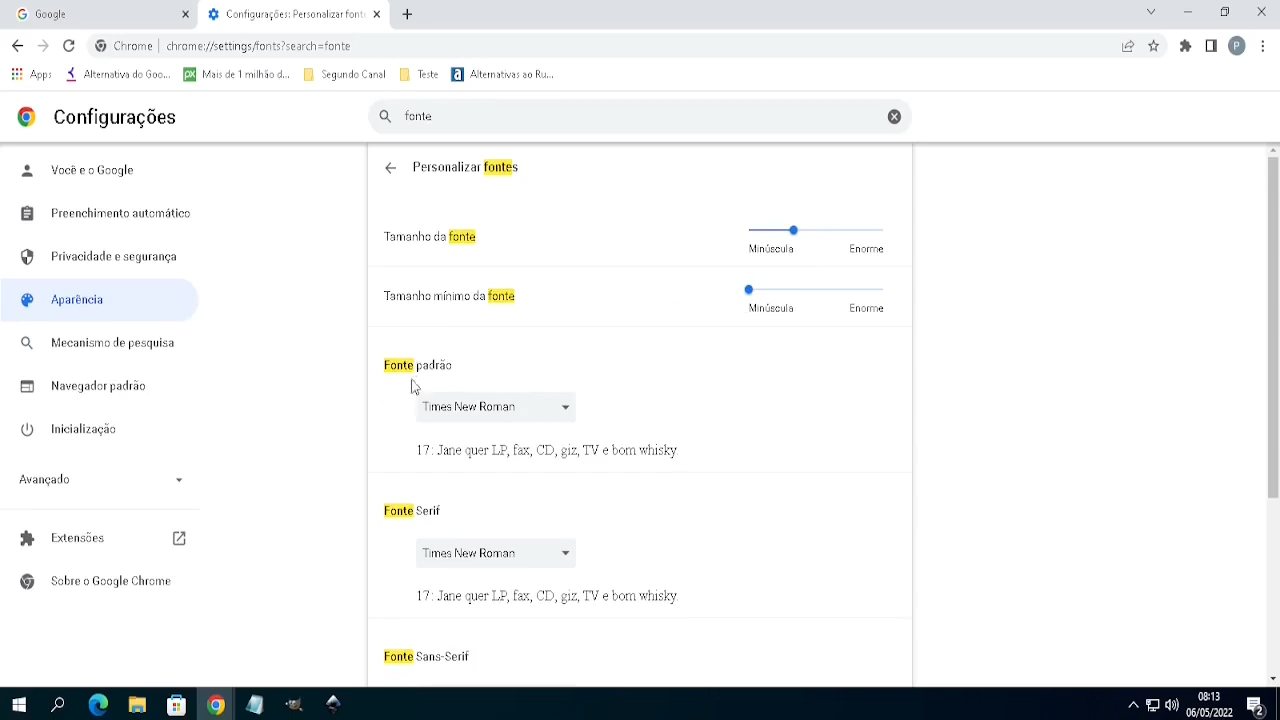 Google
Configurações: Personalizar font
Chrome
chrome://settings/fonts?search=fonte
P
Apps
Alternativa do Goo...
px
Mais de 1 milhão d...
Segundo Canal
Teste
a
Alternativas ao Ru...
Configurações
fonte
Você e o Google
Preenchimento automático
Privacidade e segurança
Aparência
Mecanismo de pesquisa
Navegador padrão
Inicialização
Avançado
Extensões
Sobre o Google Chrome
Personalizar fontes
Tamanho da fonte
Minúscula
Enorme
Tamanho mínimo da fonte
Minúscula
Enorme
Fonte padrão
Times New Roman
17: Jane quer LP, fax, CD, giz, TV e bom whisky.
Fonte Serif
Times New Roman
17: Jane quer LP, fax, CD, giz, TV e bom whisky.
Fonte Sans-Serif
08:13
06/05/2022
2